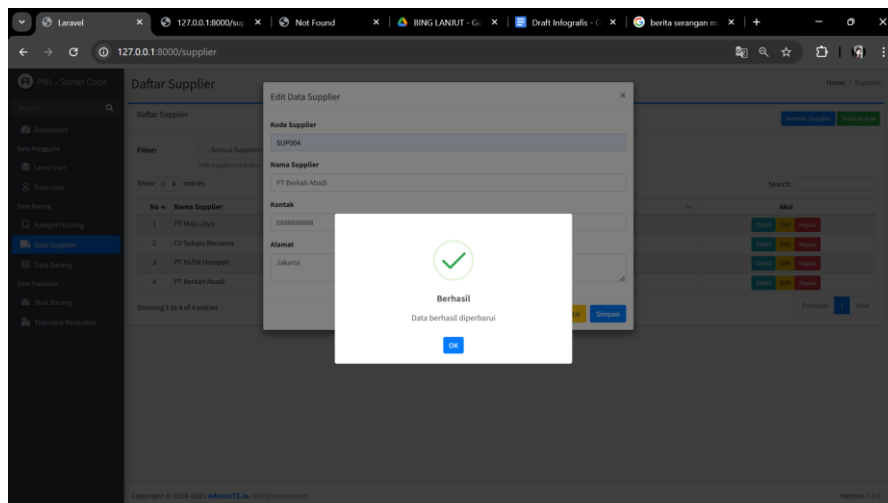 Laravel
127.0.0.1:8000/sup
Not Found
BING LANJUT - Go
Draft Infografis - G
berita serangan m
127.0.0.1:8000/supplier
PWL - Starter Code
Daftar Supplier
Home / Supplier
Search
Edit Data Supplier
Daftar Supplier
Tambah Supplier
Tambah Ajax
Dashboard
Kode Supplier
Data Pengguna
Filter:
- Semua Supplier
SUP004
Level User
Nama Supplier
Data User
Show
entries
PT Berkah Abadi
Search:
Data Barang
No
Nama Supplier
Kontak
Aksi
Kategori Barang
1
PT Maju Jaya
0888888888
Detail
Edit
Hapus
Data Supplier
2
CV Sukses Bersama
Alamat
Detail
Edit
Hapus
Data Barang
3
PT NUSA Harapan
Jakarta
Detail
Edit
Hapus
Data Transaksi
4
PT Berkah Abadi
Detail
Edit
Hapus
Stok Barang
Showing 1 to 4 of 4 entries
Berhasil
Previous
1
Next
Transaksi Penjualan
Data berhasil diperbarui
Simpan
OK
Copyright © 2014-2021 AdminLTE.io. All rights reserved.
Version